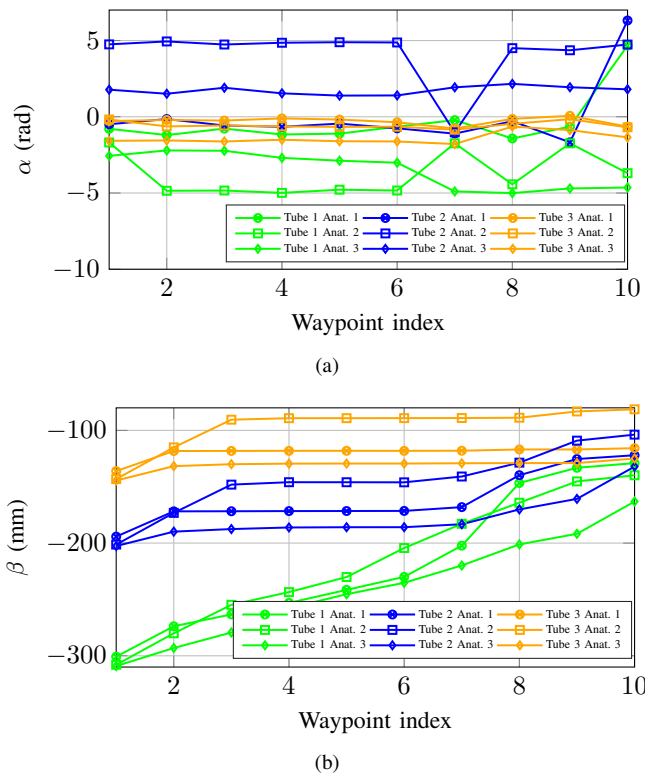 5
0
−5
−10
α (rad)
2 4 6 8 10
Tube 1 Anat. 1 Tube 2 Anat. 1 Tube 3 Anat. 1
Tube 1 Anat. 2 Tube 2 Anat. 2 Tube 3 Anat. 2
Tube 1 Anat. 3 Tube 2 Anat. 3 Tube 3 Anat. 3
Waypoint index
(a)
−100
−200
−300
β (mm)
Tube 1 Anat. 1 Tube 2 Anat. 1 Tube 3 Anat. 1
Tube 1 Anat. 2 Tube 2 Anat. 2 Tube 3 Anat. 2
Tube 1 Anat. 3 Tube 2 Anat. 3 Tube 3 Anat. 3
2 4 6 8 10
Waypoint index
(b)